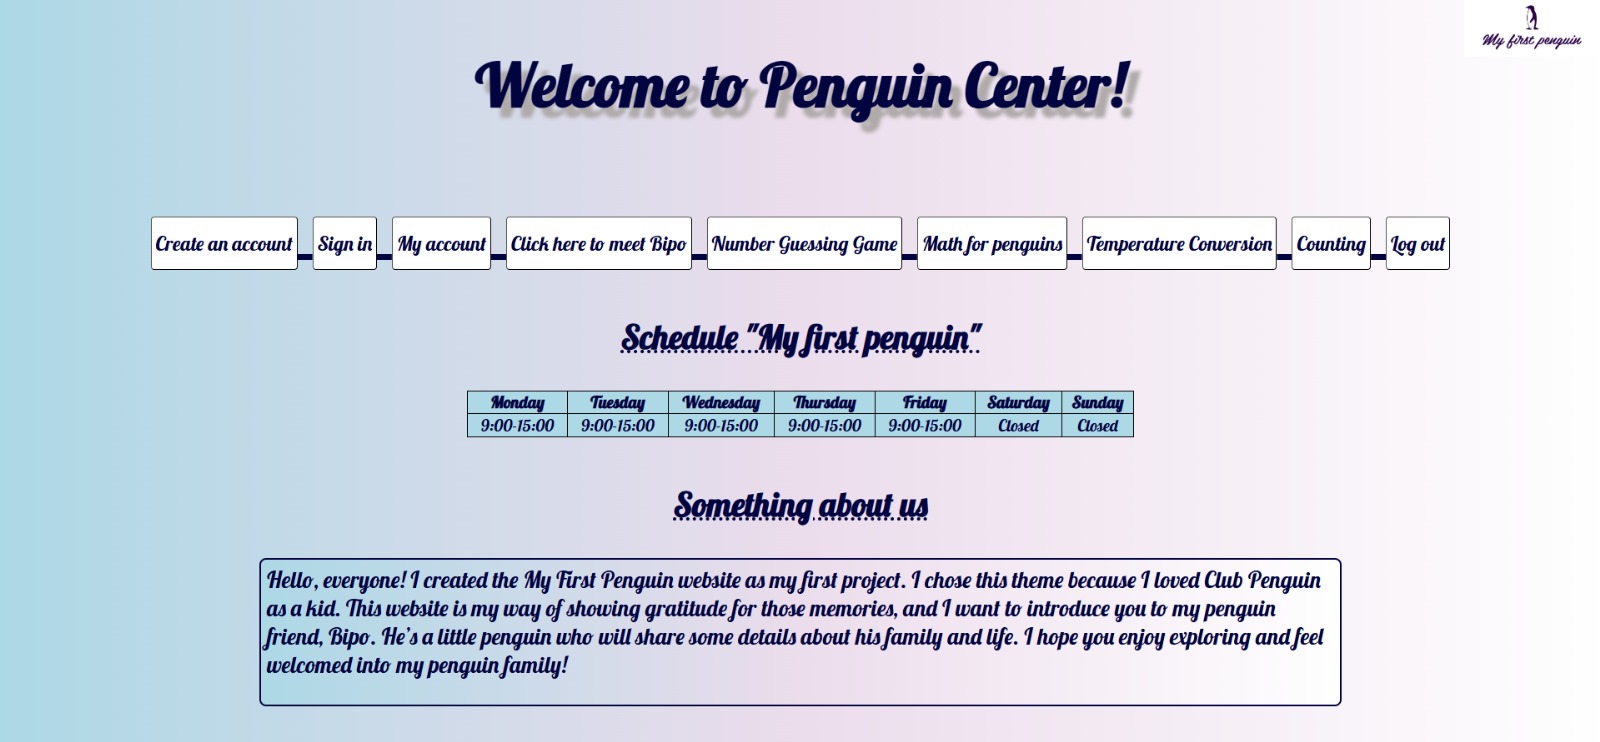 My first penguin
Welcome to Penguin Center!
Create an account
Sign in
My account
Click here to meet Bipo
Number Guessing Game
Math for penguins
Temperature Conversion
Counting
Log out
Schedule "My first penguin"
Monday Tuesday Wednesday Thursday Friday Saturday Sunday
9:00-15:00 9:00-15:00 9:00-15:00 9:00-15:00 9:00-15:00 Closed Closed
Something about us
Hello, everyone! I created the My First Penguin website as my first project. I chose this theme because I loved Club Penguin
as a kid. This website is my way of showing gratitude for those memories, and I want to introduce you to my penguin
friend, Bipo. He's a little penguin who will share some details about his family and life. I hope you enjoy exploring and feel
welcomed into my penguin family!